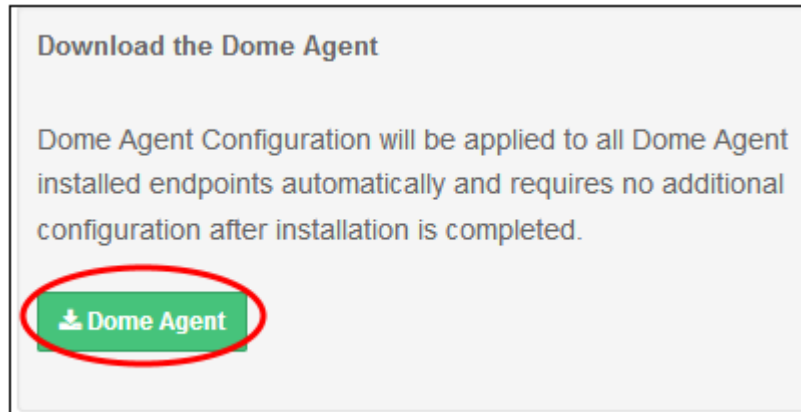 Download the Dome Agent
Dome Agent Configuration will be applied to all Dome Agent
installed endpoints automatically and requires no additional
configuration after installation is completed.
Dome Agent